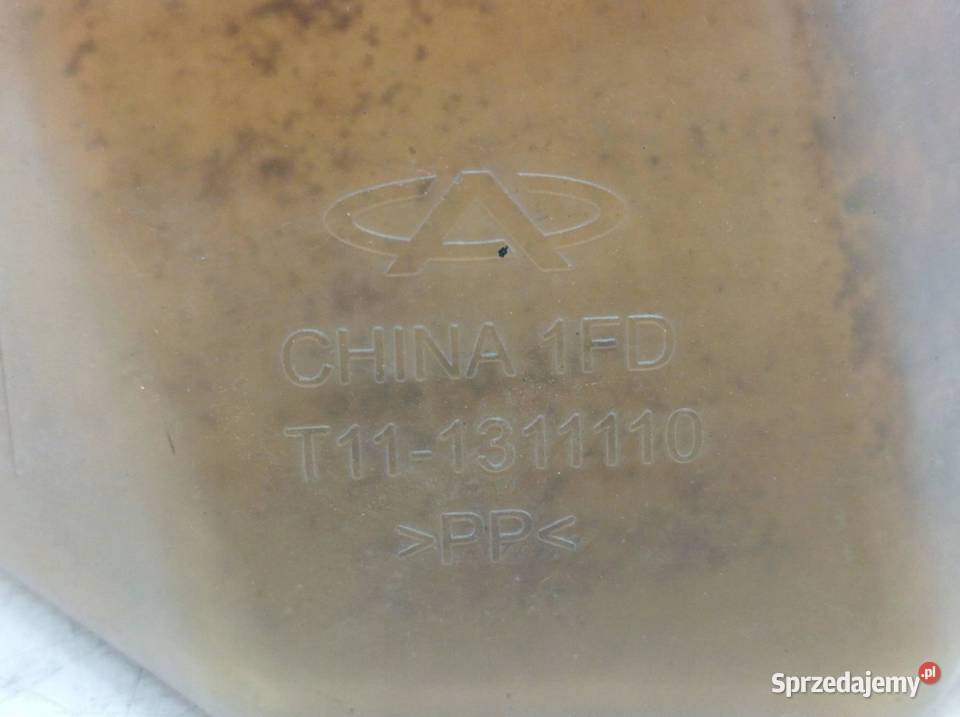 CHINA 1FD
T11-1311110
>PP<
Sprzedajemy.pl